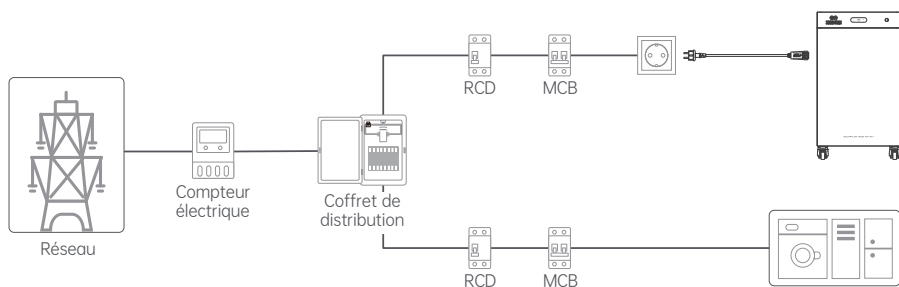 RCD
MCB
Compteur
électrique
Coffret de
distribution
Réseau
RCD
MCB